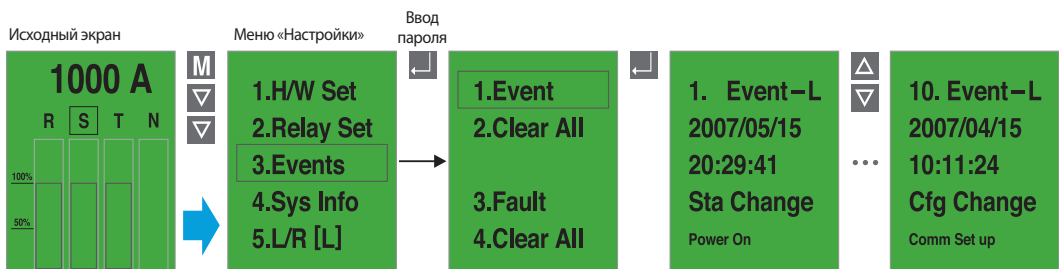 Исходный экран
1000 A
R S T N
100%
50%
M
Меню «Настройки»
1.H/W Set
2.Relay Set
3.Events
4.Sys Info
5.L/R [L]
Ввод
пароля
1.Event
2.Clear All
3.Fault
4.Clear All
1. Event–L
2007/05/15
20:29:41
Sta Change
Power On
...
10. Event–L
2007/04/15
10:11:24
Cfg Change
Comm Set up